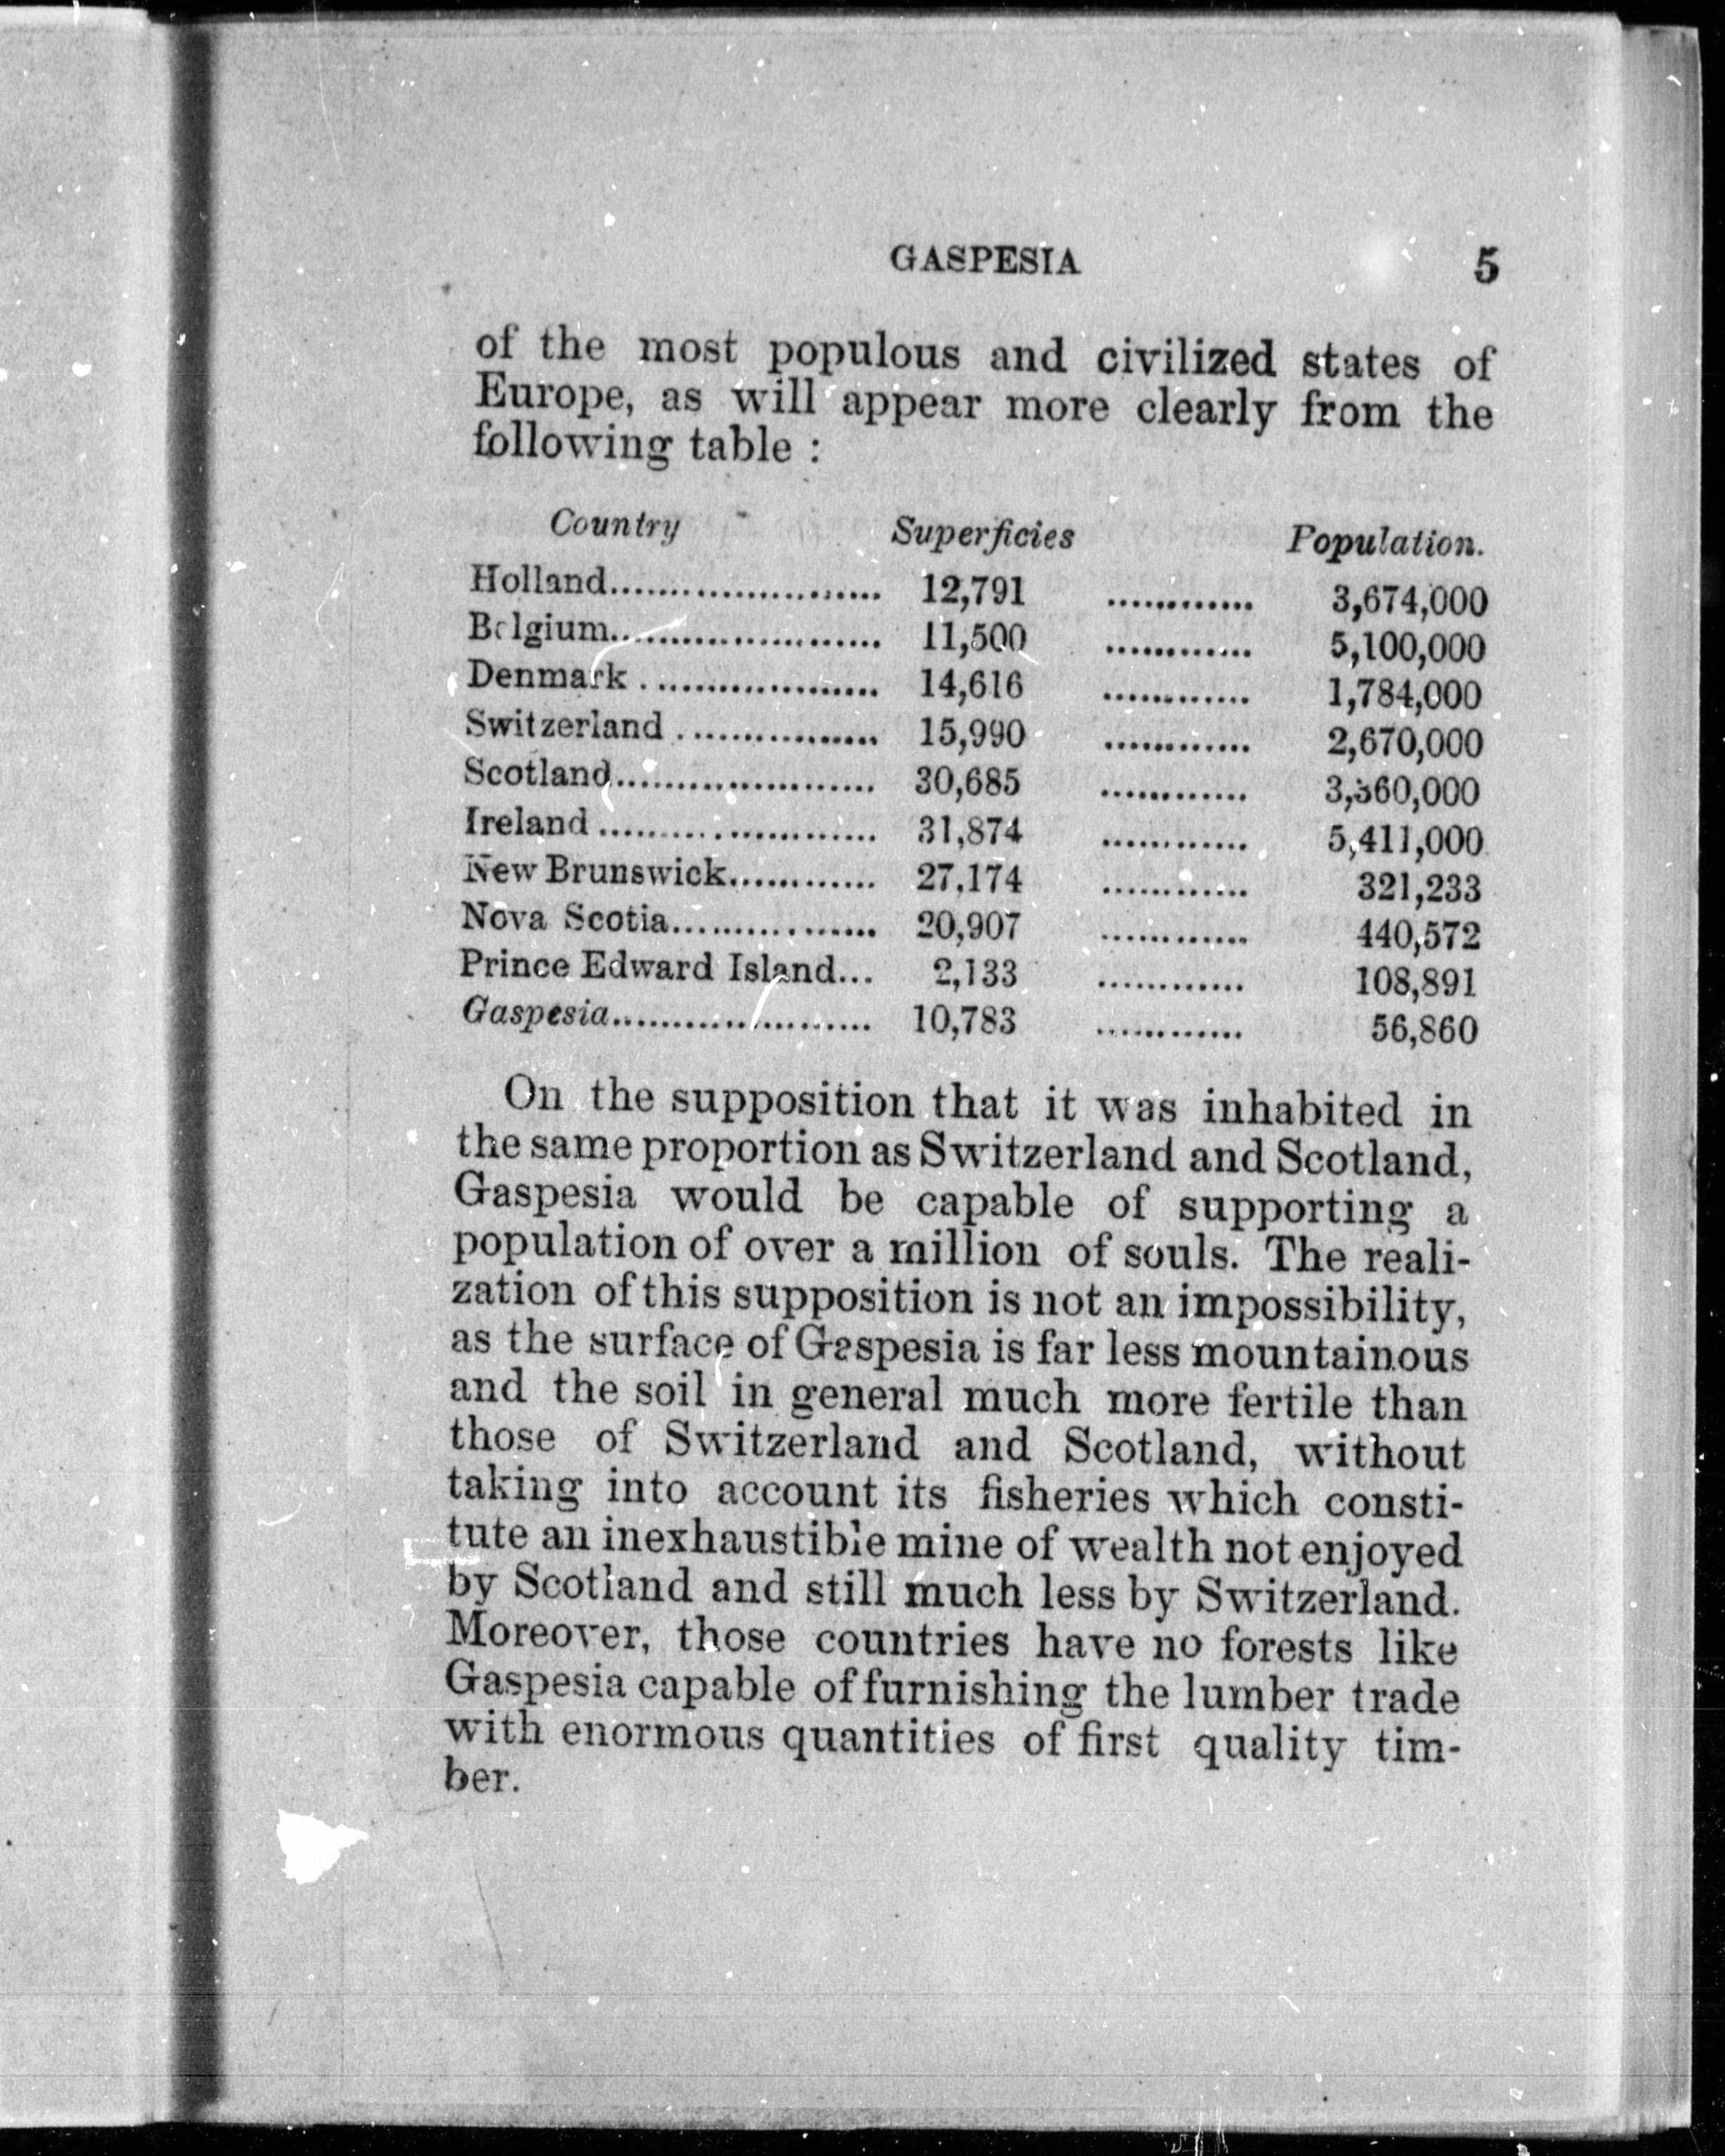 GASPESIA 5
of the most populous and civilized states of
Europe, as will appear more clearly from the
following table :
Country Superficies Population.
Holland........................ 12,791 ............ 3,674,000
Belgium........................ 11,500 ............ 5,100,000
Denmark .................... 14,616 ............ 1,784,000
Switzerland ................ 15,990 ............ 2,670,000
Scotland...................... 30,685 ............
Ireland ....................... 31,874 ............ 5,411,000
New Brunswick............ 27,174 ............ 321,233
Nova Scotia................. 20,907 ............ 440,572
Prince Edward Island... 2,133 ............ 108,891
Gaspesia...................... 10,783 ............ 56,860
On the supposition that it was inhabited in
the same proportion as Switzerland and Scotland,
Gaspesia would be capable of supporting a
population of over a million of souls. The reali-
zation of this supposition is not an impossibility,
as the surface of Gaspesia is far less mountainous
and the soil in general much more fertile than
those of Switzerland and Scotland, without
taking into account its fisheries which consti-
tute an inexhaustible mine of wealth not enjoyed
by Scotland and still much less by Switzerland.
Moreover, those countries have no forests like
Gaspesia capable of furnishing the lumber trade
with enormous quantities of first quality tim-
ber.